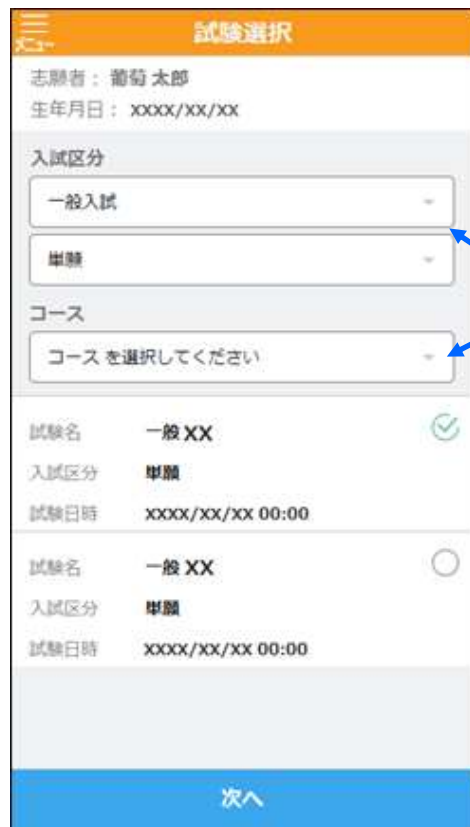 メニュー
試験選択
志願者： 葡萄 太郎
生年月日： xxxx/xx/xx
入試区分
一般入試
単願
コース
コース を選択してください
試験名 一般 XX
入試区分 単願
試験日時 xxxx/xx/xx 00:00
試験名 一般 XX
入試区分 単願
試験日時 xxxx/xx/xx 00:00
次へ